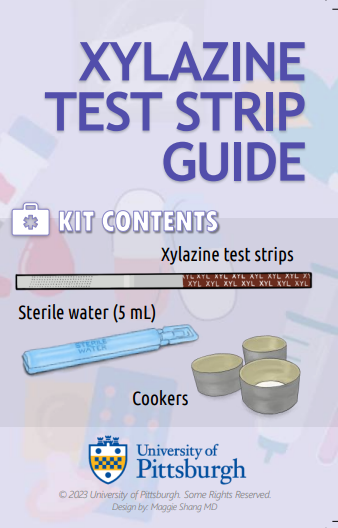 XYLAZINE
TEST STRIP
GUIDE
KIT CONTENTS
Xylazine test strips
XYL XYL XYL XYL XYL XYL
XYL XYL XYL XYL XYL XYL
Sterile water (5 mL)
STERILE
WATER
Cookers
University of
Pittsburgh
© 2023 University of Pittsburgh. Some Rights Reserved.
Design by: Maggie Shang MD